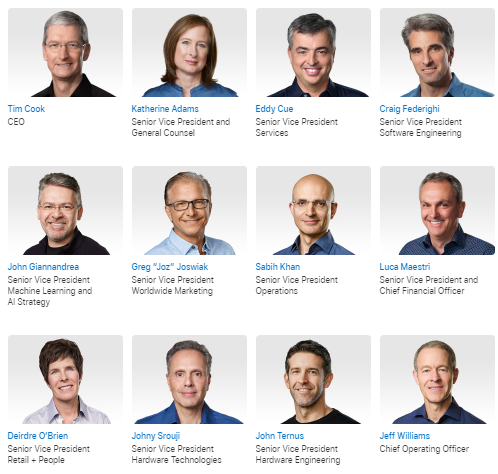 Tim Cook
CEO
Katherine Adams
Senior Vice President and
General Counsel
Eddy Cue
Senior Vice President
Services
Craig Federighi
Senior Vice President
Software Engineering
John Giannandrea
Senior Vice President
Machine Learning and
AI Strategy
Greg “Joz” Joswiak
Senior Vice President
Worldwide Marketing
Sabih Khan
Senior Vice President
Operations
Luca Maestri
Senior Vice President and
Chief Financial Officer
Deirdre O’Brien
Senior Vice President
Retail + People
Johny Srouji
Senior Vice President
Hardware Technologies
John Ternus
Senior Vice President
Hardware Engineering
Jeff Williams
Chief Operating Officer